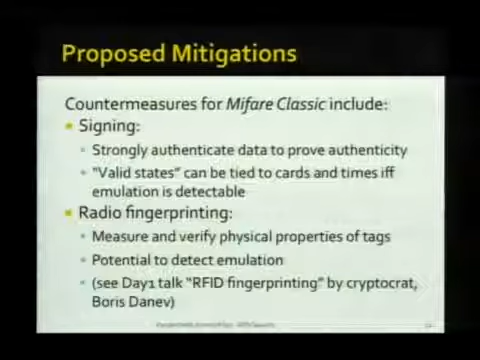 Proposed Mitigations
Countermeasures for Mifare Classic include:
Signing:
Strongly authenticate data to prove authenticity
"Valid states" can be tied to cards and times iff
emulation is detectable
Radio fingerprinting:
Measure and verify physical properties of tags
Potential to detect emulation
(see Day1 talk "RFID fingerprinting" by cryptocrat,
Boris Danev)